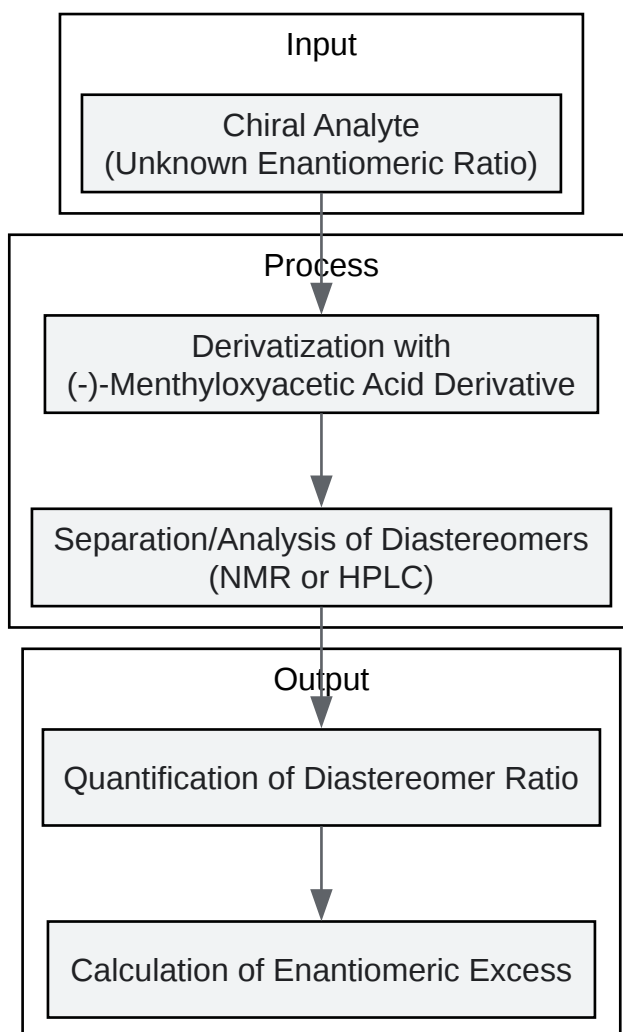 Input
Chiral Analyte
(Unknown Enantiomeric Ratio)
Process
Derivatization with
(-)-Menthyloxyacetic Acid Derivative
Separation/Analysis of Diastereomers
(NMR or HPLC)
Output
Quantification of Diastereomer Ratio
Calculation of Enantiomeric Excess